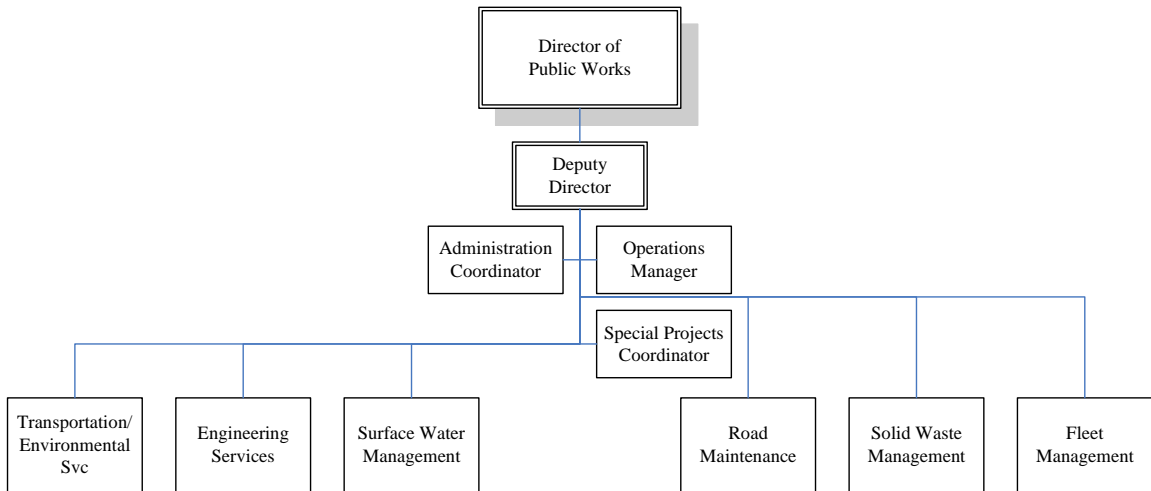 Director of
Public Works
Deputy
Director
Administration
Coordinator
Operations
Manager
Special Projects
Coordinator
Transportation/
Environmental
Svc
Engineering
Services
Surface Water
Management
Road
Maintenance
Solid Waste
Management
Fleet
Management